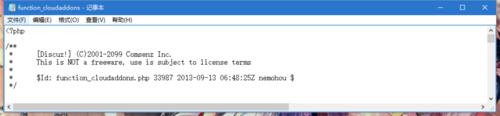 function_cloudaddons - 记事本
文件(F) 编辑(E) 格式(O) 查看(V) 帮助(H)
<?php
/**
* [Discuz!] (C)2001-2099 Comsenz Inc.
* This is NOT a freeware, use is subject to license terms
*
* $Id: function_cloudaddons.php 33987 2013-09-13 06:48:25Z nemohou $
*/